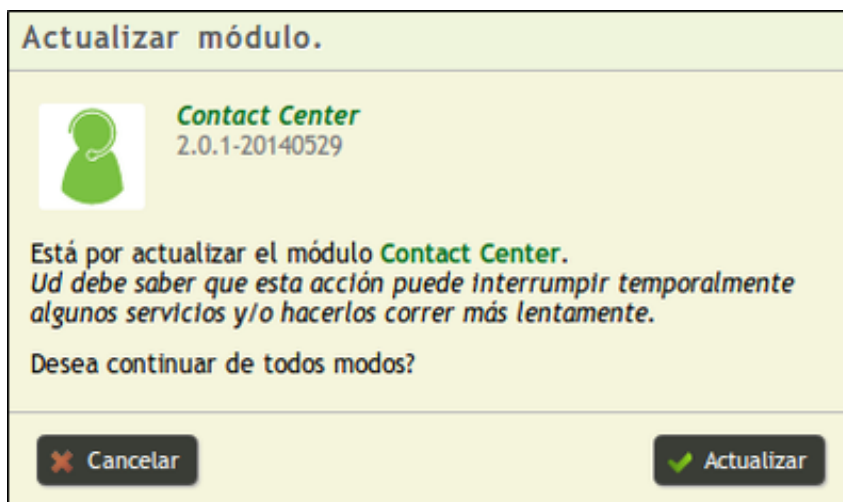 Actualizar módulo.
Contact Center
2.0.1-20140529
Está por actualizar el módulo Contact Center.
Ud debe saber que esta acción puede interrumpir temporalmente
algunos servicios y/o hacerlos correr más lentamente.
Desea continuar de todos modos?
Cancelar
Actualizar